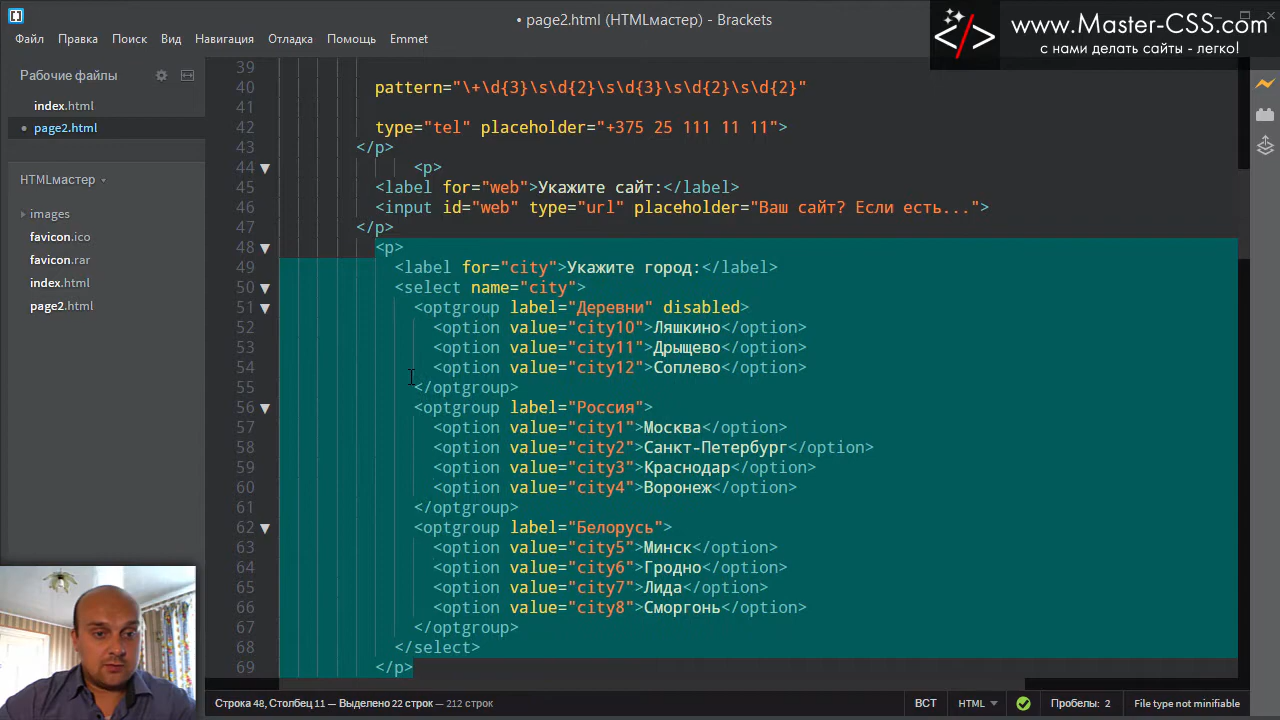 • page2.html (HTMLмастер) - Brackets
www.Master-CSS.com
с нами делать сайты - легко!
Файл Правка Поиск Вид Навигация Отладка Помощь Emmet
Рабочие файлы
index.html
• page2.html
HTMLмастер
images
favicon.ico
favicon.rar
index.html
page2.html
39
40 pattern="\+\d{3}\s\d{2}\s\d{3}\s\d{2}\s\d{2}"
41
42 type="tel" placeholder="+375 25 111 11 11">
43 </p>
44 <p>
45 <label for="web">Укажите сайт:</label>
46 <input id="web" type="url" placeholder="Ваш сайт? Если есть...">
47 </p>
48 <p>
49 <label for="city">Укажите город:</label>
50 <select name="city">
51 <optgroup label="Деревни" disabled>
52 <option value="city10">Ляшкино</option>
53 <option value="city11">Дрыщево</option>
54 <option value="city12">Соплево</option>
55 </optgroup>
56 <optgroup label="Россия">
57 <option value="city1">Москва</option>
58 <option value="city2">Санкт-Петербург</option>
59 <option value="city3">Краснодар</option>
60 <option value="city4">Воронеж</option>
61 </optgroup>
62 <optgroup label="Белорусь">
63 <option value="city5">Минск</option>
64 <option value="city6">Гродно</option>
65 <option value="city7">Лида</option>
66 <option value="city8">Сморгонь</option>
67 </optgroup>
68 </select>
69 </p>
Строка 48, Столбец 11 — Выделено 22 строки — 212 строк
ВСТ HTML Пробелы: 2 File type not minifiable